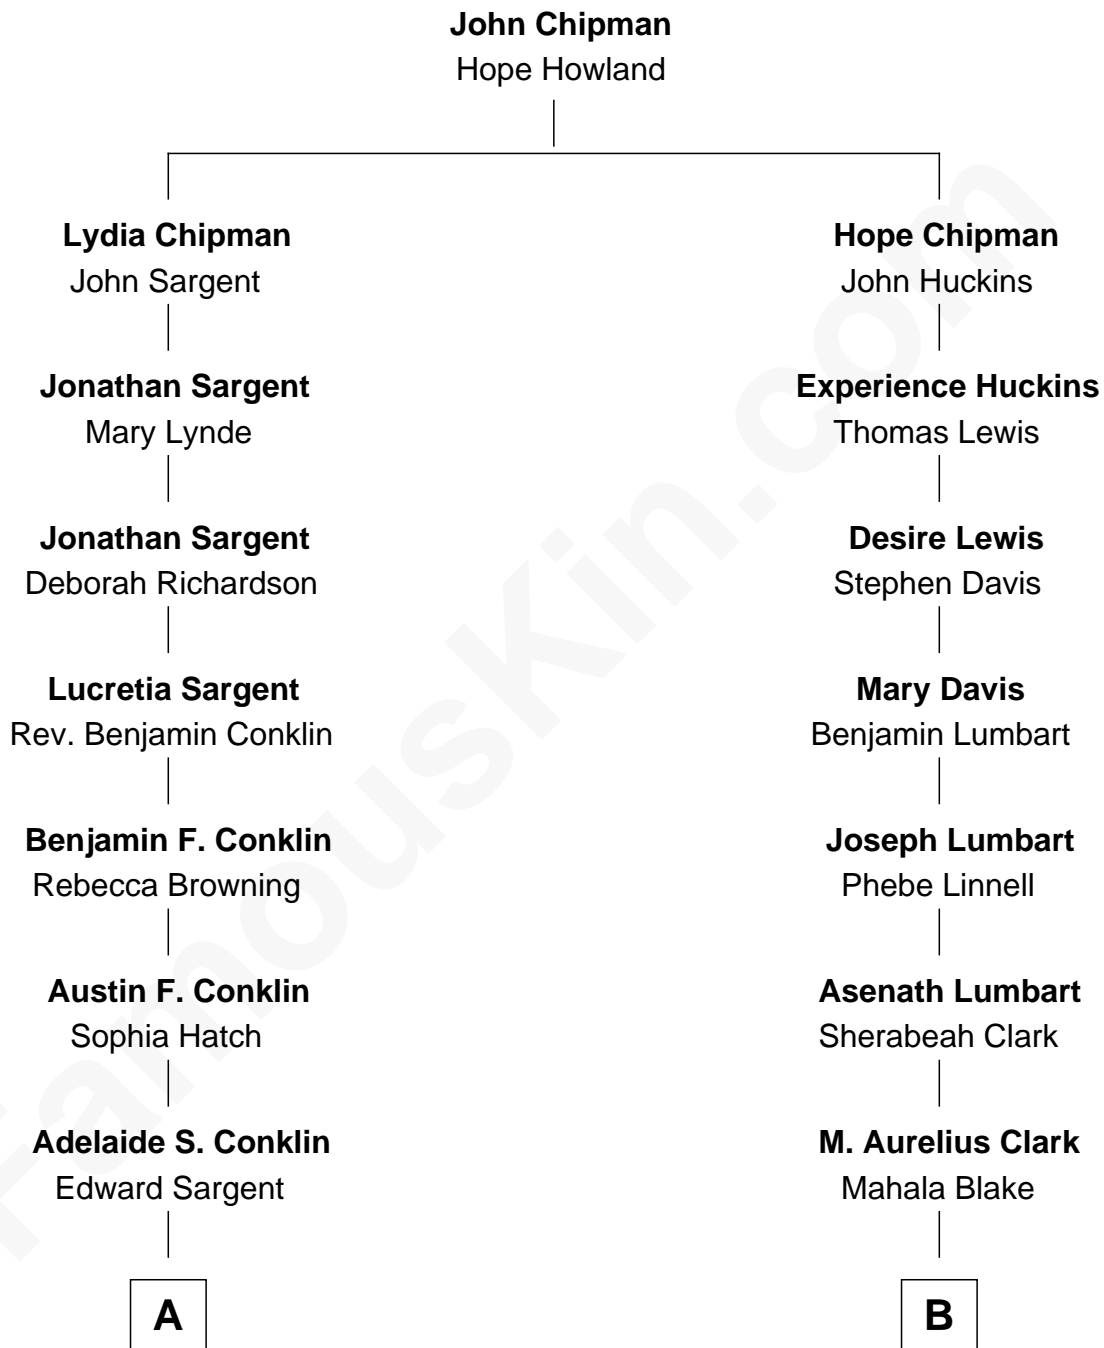 John Chipman
Hope Howland
Lydia Chipman
John Sargent
Jonathan Sargent
Mary Lynde
Jonathan Sargent
Deborah Richardson
Lucretia Sargent
Rev. Benjamin Conklin
Benjamin F. Conklin
Rebecca Browning
Austin F. Conklin
Sophia Hatch
Adelaide S. Conklin
Edward Sargent
A
Hope Chipman
John Huckins
Experience Huckins
Thomas Lewis
Desire Lewis
Stephen Davis
Mary Davis
Benjamin Lumbart
Joseph Lumbart
Phebe Linnell
Asenath Lumbart
Sherabeah Clark
M. Aurelius Clark
Mahala Blake
B
FamousKin.com